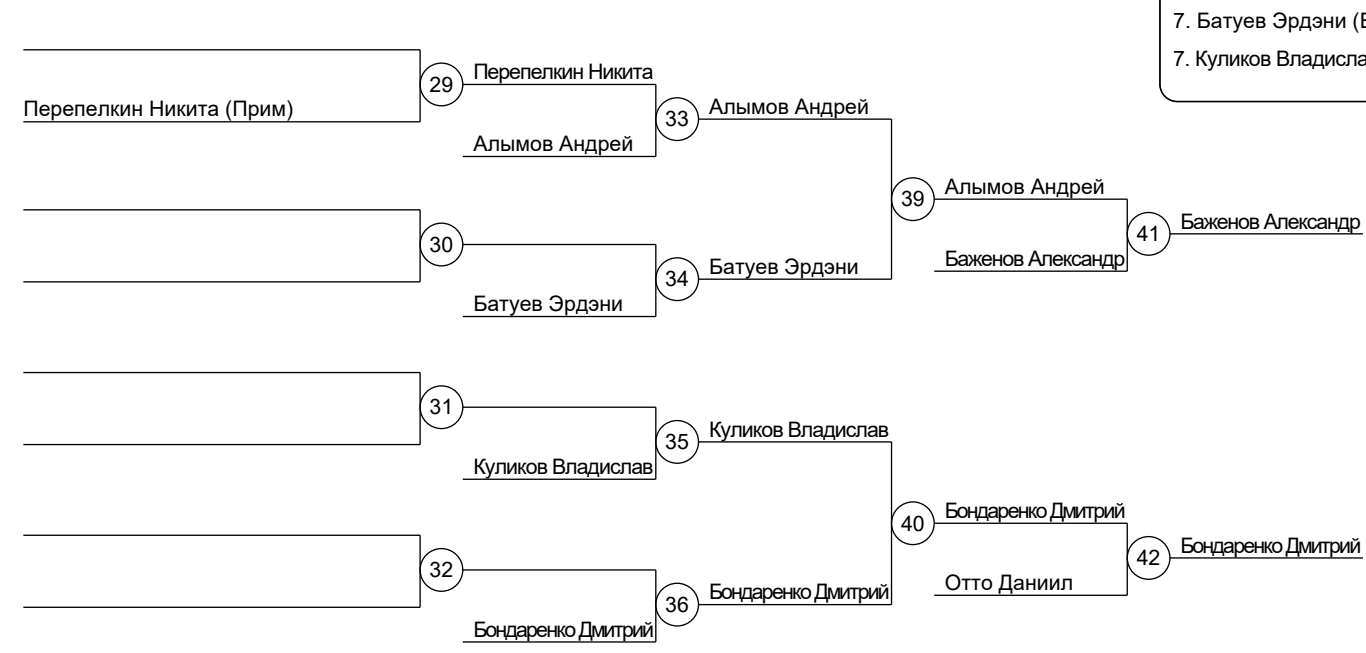 7. Батуев Эрдэни
7. Куликов
29
Перепелкин Никита
Перепелкин Никита (Прим)
33
Алымов Андрей
Алымов Андрей
39
Алымов Андрей
30
41
Баженов Александр
34
Батуев Эрдэни
Баженов Александр
Батуев Эрдэни
31
35
Куликов Владислав
Куликов Владислав
40
Бондаренко Дмитрий
42
Бондаренко Дмитрий
32
Отто Даниил
36
Бондаренко Дмитрий
Бондаренко Дмитрий